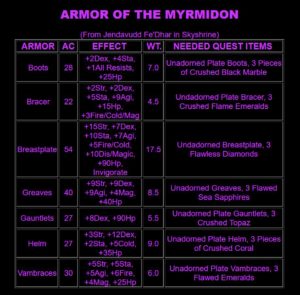 ARMOR OF THE MYRMIDON
(From Jendavudd Fe'Dhar in Skyshrine)
ARMOR AC EFFECT WT. NEEDED QUEST ITEMS
Boots 28 +2Dex, +4Sta, +1All Resists, +25Hp 7.0 Unadorned Plate Boots, 3 Pieces of Crushed Black Marble
Bracer 22 +2Str, +2Dex, +5Sta, +9Agi, +15Hp, +3Fire/Cold/Mag 4.5 Unadorned Plate Bracer, 3 Crushed Flame Emeralds
Breastplate 54 +15Str, +7Dex, +10Sta, +7Agi, +5Fire/Cold, +10Dis/Magic, +90Hp, Invigorate 17.5 Unadorned Breastplate, 3 Flawless Diamonds
Greaves 40 +9Str, +9Dex, +9Agi, +4Mag, +40Hp 8.5 Unadorned Greaves, 3 Flawed Sea Sapphires
Gauntlets 27 +8Dex, +90Hp 5.5 Unadorned Plate Gauntlets, 3 Crushed Topaz
Helm 27 +3Str, +12Dex, +2Sta, +5Cold, +35Hp 9.0 Unadorned Plate Helm, 3 Pieces of Crushed Coral
Vambraces 30 +5Str, +5Sta, +5Agi, +6Fire, +4Mag, +25Hp 6.0 Unadorned Plate Vambraces, 3 Flawed Emeralds